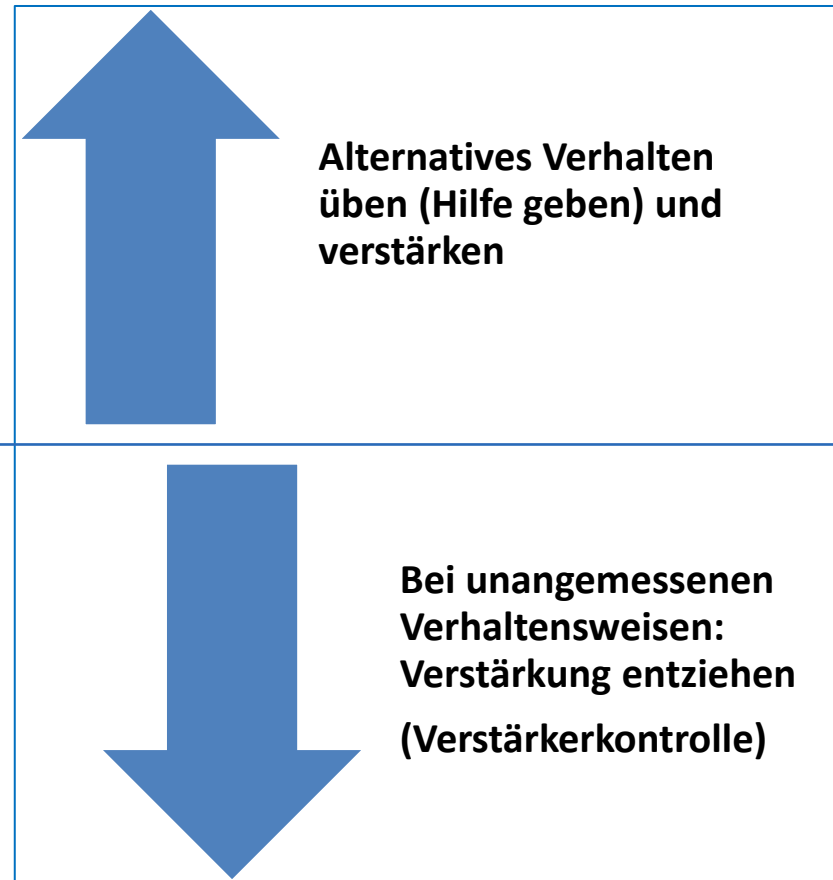 Alternatives Verhalten
üben (Hilfe geben) und
verstärken
Bei unangemessenen
Verhaltensweisen:
Verstärkung entziehen
(Verstärkerkontrolle)